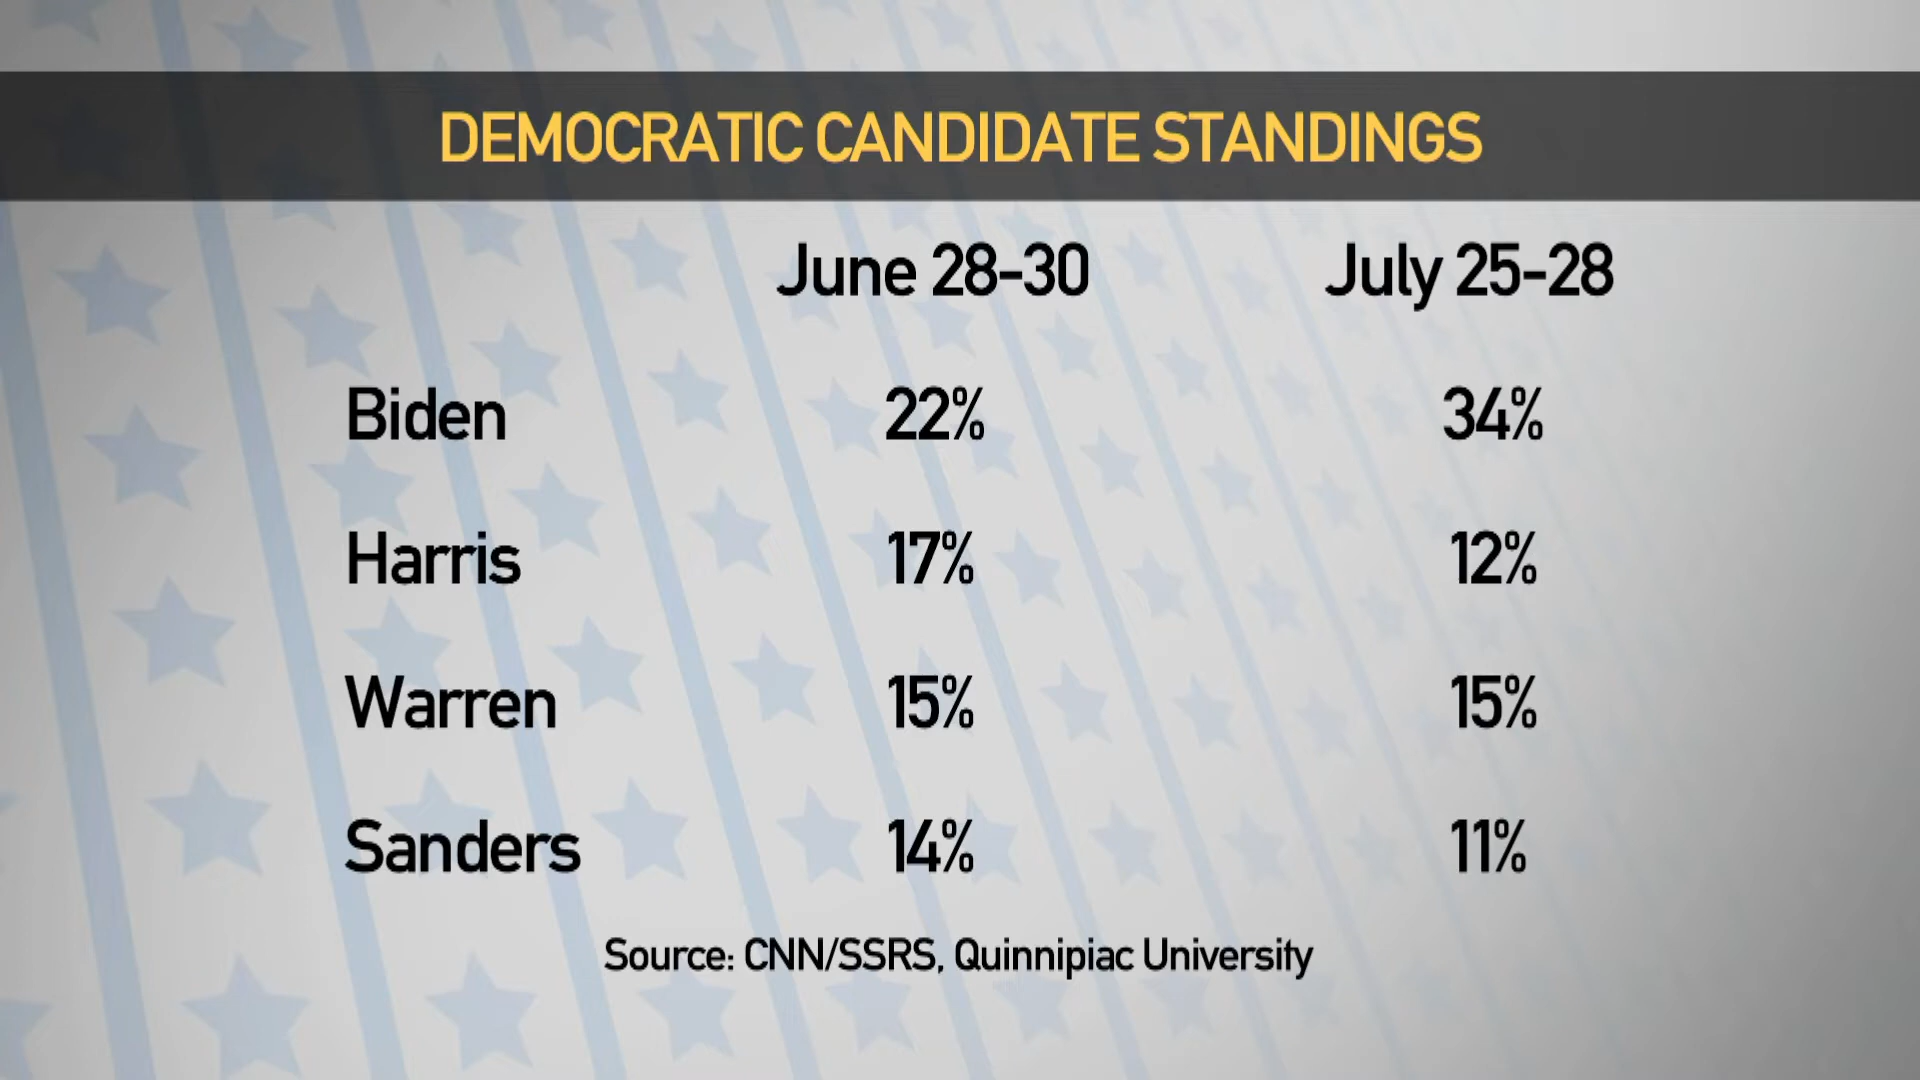 DEMOCRATIC CANDIDATE STANDINGS
June 28-30 July 25-28
Biden 22% 34%
Harris 17% 12%
Warren 15% 15%
Sanders 14% 11%
Source: CNN/SSRS, Quinnipiac University